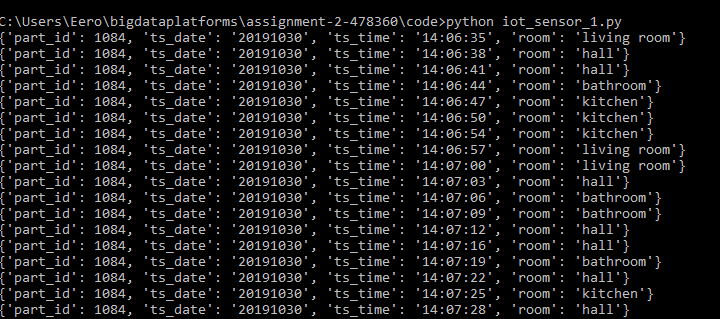 C:\Users\Eero\bigdataplatforms\assignment-2-478360\code>python iot_sensor_1.py
{'part_id': 1084, 'ts_date': '20191030', 'ts_time': '14:06:35', 'room': 'living room'}
{'part_id': 1084, 'ts_date': '20191030', 'ts_time': '14:06:38', 'room': 'hall'}
{'part_id': 1084, 'ts_date': '20191030', 'ts_time': '14:06:41', 'room': 'hall'}
{'part_id': 1084, 'ts_date': '20191030', 'ts_time': '14:06:44', 'room': 'bathroom'}
{'part_id': 1084, 'ts_date': '20191030', 'ts_time': '14:06:47', 'room': 'kitchen'}
{'part_id': 1084, 'ts_date': '20191030', 'ts_time': '14:06:50', 'room': 'kitchen'}
{'part_id': 1084, 'ts_date': '20191030', 'ts_time': '14:06:54', 'room': 'kitchen'}
{'part_id': 1084, 'ts_date': '20191030', 'ts_time': '14:06:57', 'room': 'living room'}
{'part_id': 1084, 'ts_date': '20191030', 'ts_time': '14:07:00', 'room': 'living room'}
{'part_id': 1084, 'ts_date': '20191030', 'ts_time': '14:07:03', 'room': 'hall'}
{'part_id': 1084, 'ts_date': '20191030', 'ts_time': '14:07:06', 'room': 'bathroom'}
{'part_id': 1084, 'ts_date': '20191030', 'ts_time': '14:07:09', 'room': 'bathroom'}
{'part_id': 1084, 'ts_date': '20191030', 'ts_time': '14:07:12', 'room': 'hall'}
{'part_id': 1084, 'ts_date': '20191030', 'ts_time': '14:07:16', 'room': 'hall'}
{'part_id': 1084, 'ts_date': '20191030', 'ts_time': '14:07:19', 'room': 'bathroom'}
{'part_id': 1084, 'ts_date': '20191030', 'ts_time': '14:07:22', 'room': 'hall'}
{'part_id': 1084, 'ts_date': '20191030', 'ts_time': '14:07:25', 'room': 'kitchen'}
{'part_id': 1084, 'ts_date': '20191030', 'ts_time': '14:07:28', 'room': 'hall'}